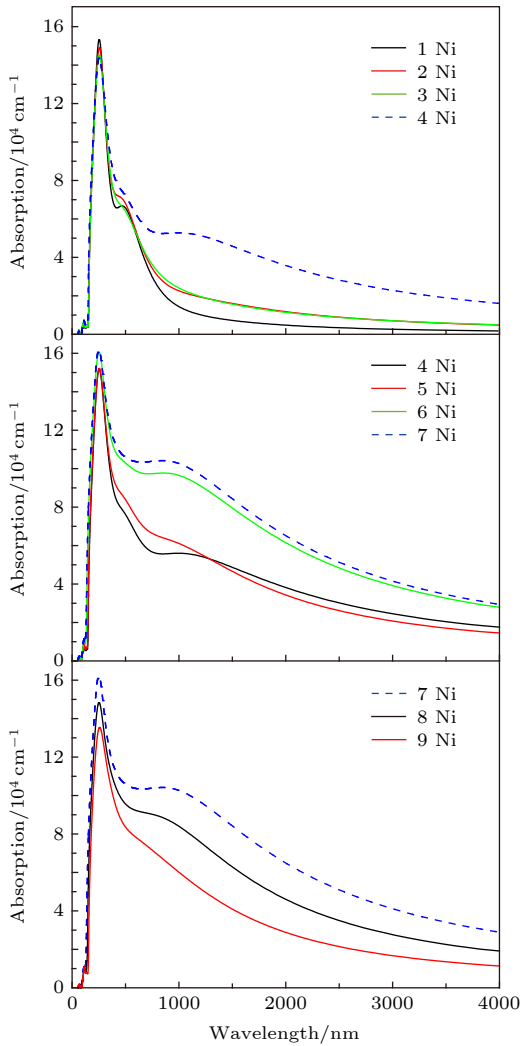 16
12
8
4
0
Absorption/10⁴ cm⁻¹
1 Ni
2 Ni
3 Ni
4 Ni
16
12
8
4
0
Absorption/10⁴ cm⁻¹
4 Ni
5 Ni
6 Ni
7 Ni
16
12
8
4
0
Absorption/10⁴ cm⁻¹
7 Ni
8 Ni
9 Ni
0 1000 2000 3000 4000
Wavelength/nm